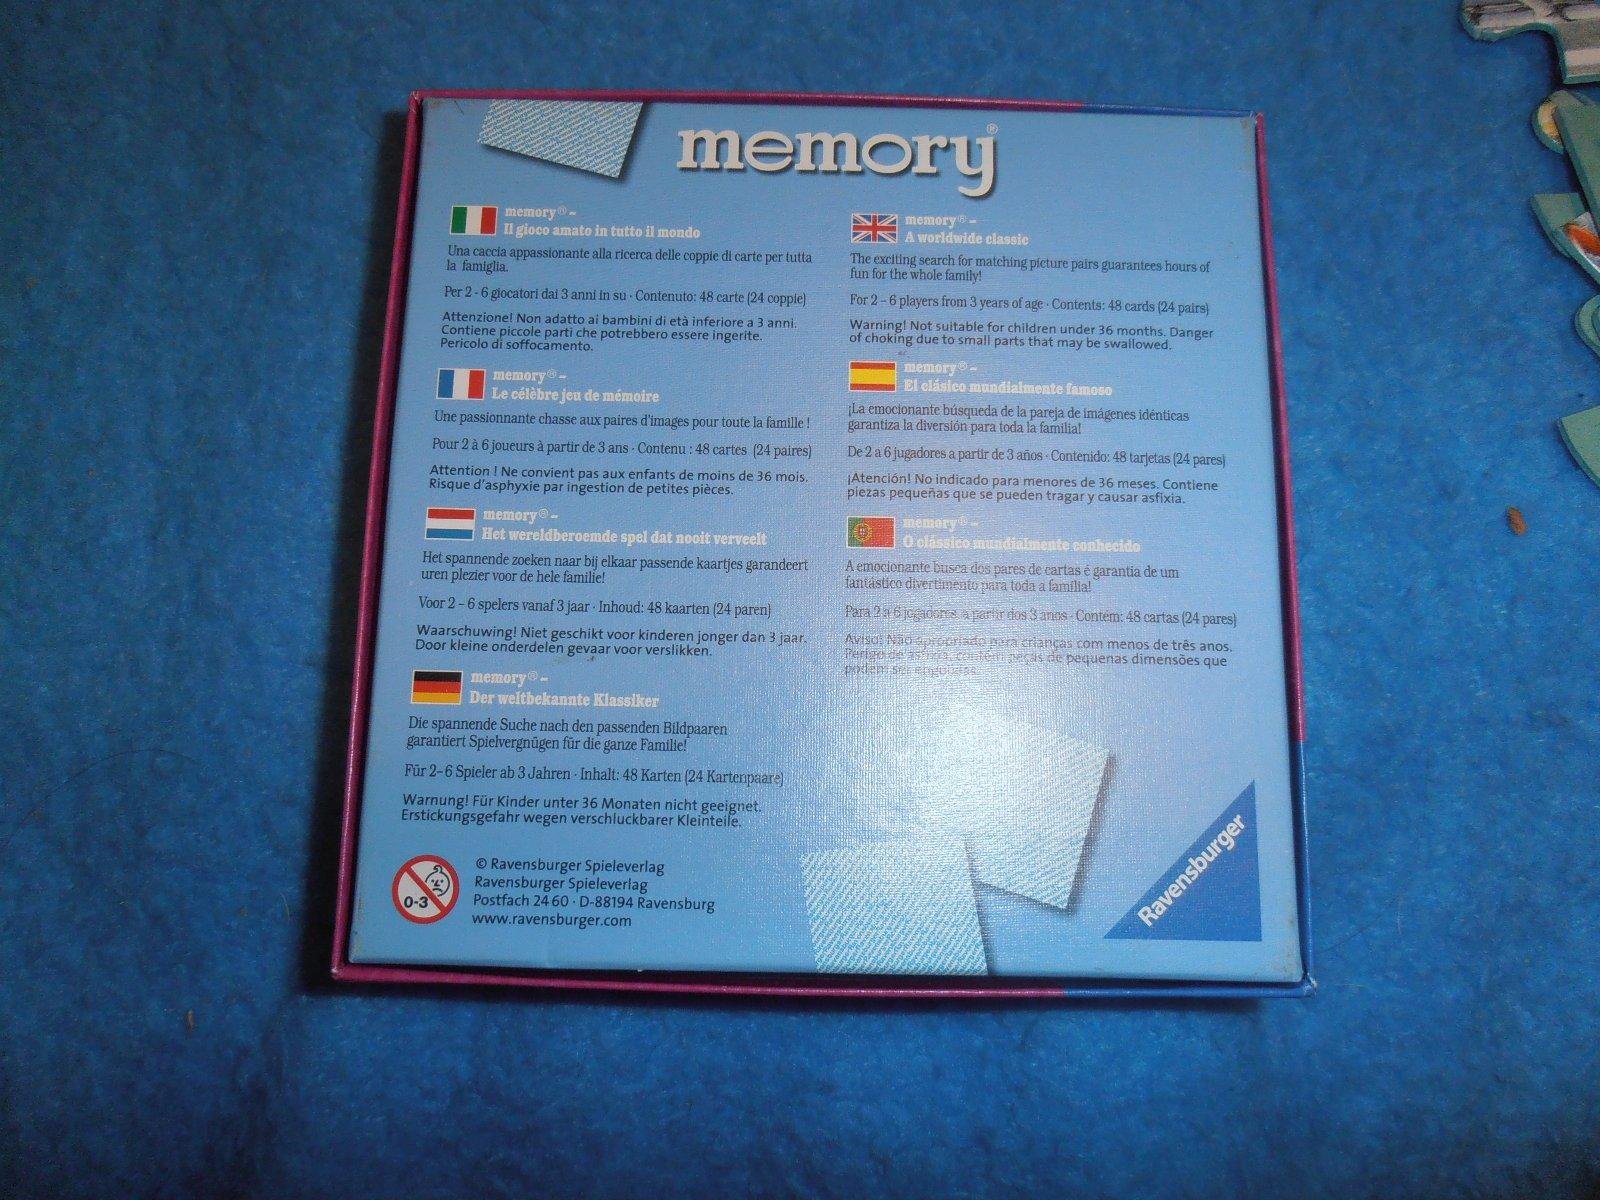 memory®
memory® –
Il gioco amato in tutto il mondo
Una caccia appassionante alla ricerca delle coppie di carte per tutta
la famiglia.
Per 2 - 6 giocatori dai 3 anni in su · Contenuto: 48 carte (24 coppie)
Attenzione! Non adatto ai bambini di età inferiore a 3 anni.
Contiene piccole parti che potrebbero essere ingerite.
Pericolo di soffocamento.
memory® –
Le célèbre jeu de mémoire
Une passionnante chasse aux paires d'images pour toute la famille !
Pour 2 à 6 joueurs à partir de 3 ans · Contenu : 48 cartes (24 paires)
Attention ! Ne convient pas aux enfants de moins de 36 mois.
Risque d'asphyxie par ingestion de petites pièces.
memory® –
Het wereldberoemde spel dat nooit verveelt
Het spannende zoeken naar bij elkaar passende kaartjes garandeert
uren plezier voor de hele familie!
Voor 2 – 6 spelers vanaf 3 jaar · Inhoud: 48 kaarten (24 paren)
Waarschuwing! Niet geschikt voor kinderen jonger dan 3 jaar.
Door kleine onderdelen gevaar voor verslikken.
memory® –
Der weltbekannte Klassiker
Die spannende Suche nach den passenden Bildpaaren
garantiert Spielvergnügen für die ganze Familie!
Für 2–6 Spieler ab 3 Jahren · Inhalt: 48 Karten (24 Kartenpaare)
Warnung! Für Kinder unter 36 Monaten nicht geeignet.
Erstickungsgefahr wegen verschluckbarer Kleinteile.
0-3
© Ravensburger Spieleverlag
Ravensburger Spieleverlag
Postfach 24 60 · D-88194 Ravensburg
www.ravensburger.com
memory® –
A worldwide classic
The exciting search for matching picture pairs guarantees hours of
fun for the whole family!
For 2 – 6 players from 3 years of age · Contents: 48 cards (24 pairs)
Warning! Not suitable for children under 36 months. Danger
of choking due to small parts that may be swallowed.
memory® –
El clásico mundialmente famoso
¡La emocionante búsqueda de la pareja de imágenes idénticas
garantiza la diversión para toda la familia!
De 2 a 6 jugadores a partir de 3 años · Contenido: 48 tarjetas (24 pares)
¡Atención! No indicado para menores de 36 meses. Contiene
piezas pequeñas que se pueden tragar y causar asfixia.
memory® –
O clássico mundialmente conhecido
A emocionante busca dos pares de cartas é garantia de um
fantástico divertimento para toda a família!
Para 2 a 6 jogadores a partir dos 3 anos · Contém: 48 cartas (24 pares)
Aviso! Não apropriado para crianças com menos de três anos.
Perigo de peças de pequenas dimensões que
podem ser
Ravensburger